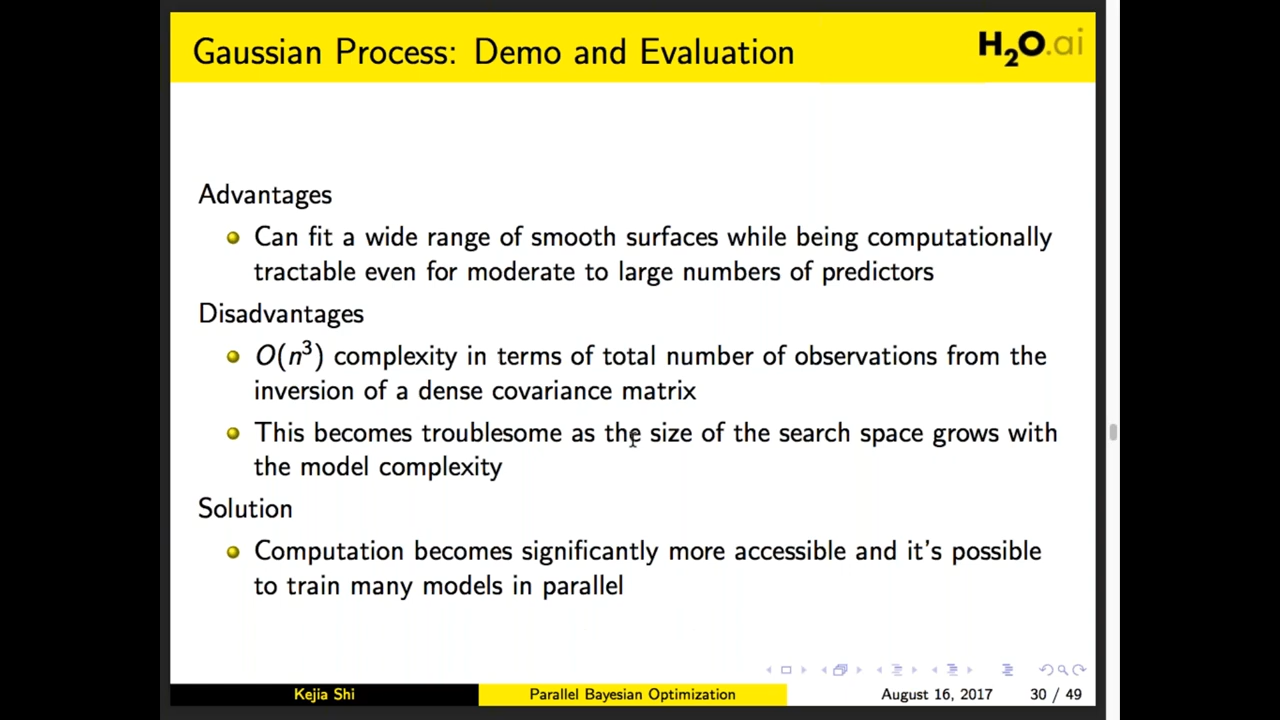 Gaussian Process: Demo and Evaluation
H2O.ai
Advantages
Can fit a wide range of smooth surfaces while being computationally
tractable even for moderate to large numbers of predictors
Disadvantages
O(n³) complexity in terms of total number of observations from the
inversion of a dense covariance matrix
This becomes troublesome as the size of the search space grows with
the model complexity
Solution
Computation becomes significantly more accessible and it's possible
to train many models in parallel
Kejia Shi Parallel Bayesian Optimization August 16, 2017 30 / 49